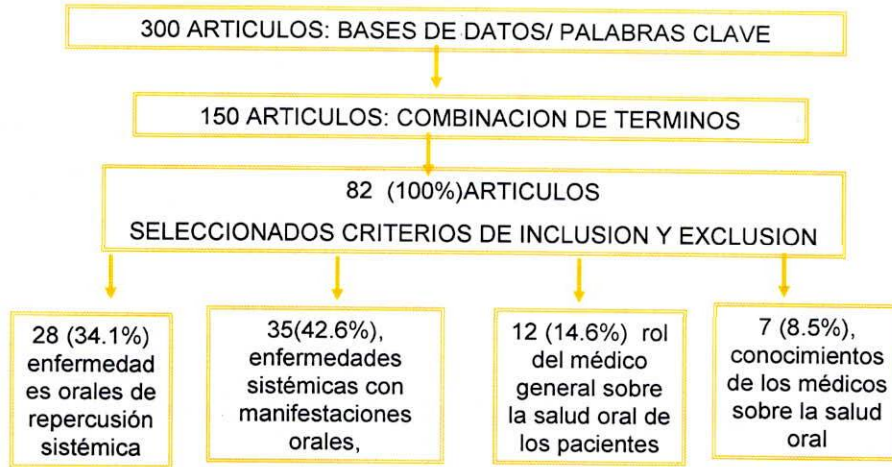 300 ARTICULOS: BASES DE DATOS/ PALABRAS CLAVE
150 ARTICULOS: COMBINACION DE TERMINOS
82 (100%)ARTICULOS
SELECCIONADOS CRITERIOS DE INCLUSION Y EXCLUSION
28 (34.1%)
enfermedad
es orales de
repercusión
sistémica
35(42.6%),
enfermedades
sistémicas con
manifestaciones
orales,
12 (14.6%) rol
del médico
general sobre
la salud oral de
los pacientes
7 (8.5%),
conocimientos
de los médicos
sobre la salud
oral